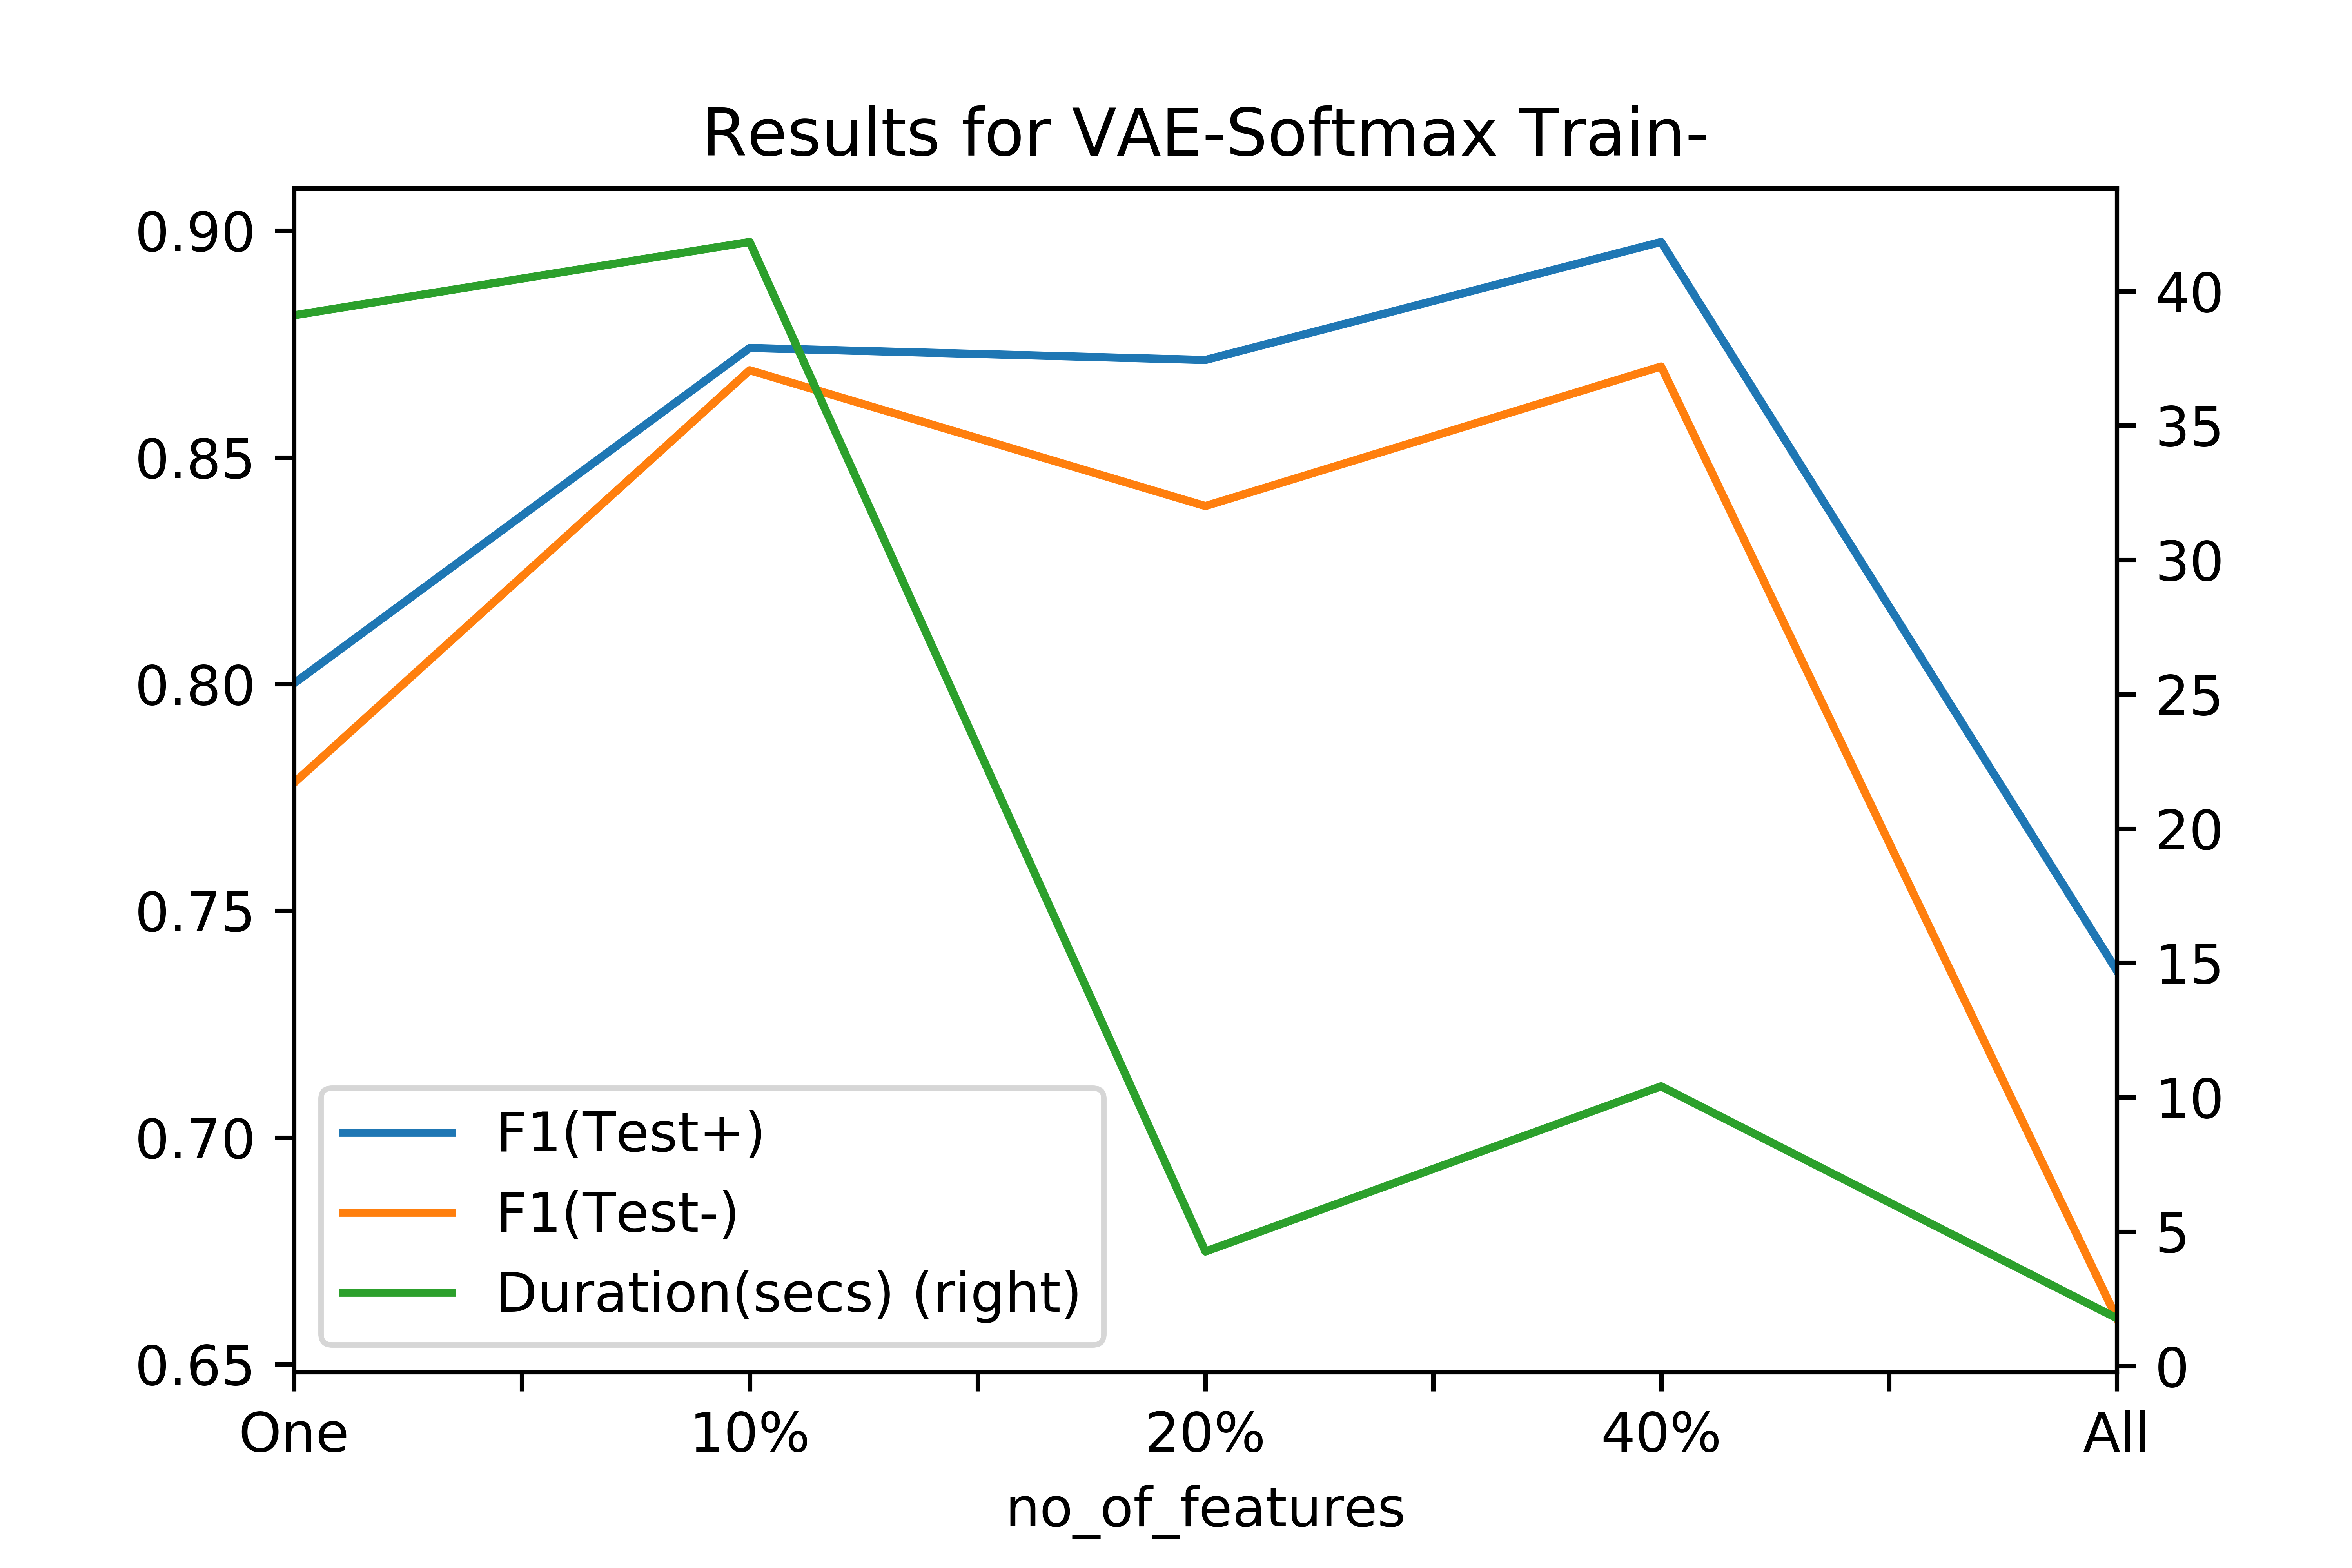 Results for VAE-Softmax Train-
0.90
0.85
0.80
0.75
0.70
0.65
40
35
30
25
20
15
10
5
0
F1(Test+)
F1(Test-)
Duration(secs) (right)
One 10% 20% 40% All
no_of_features